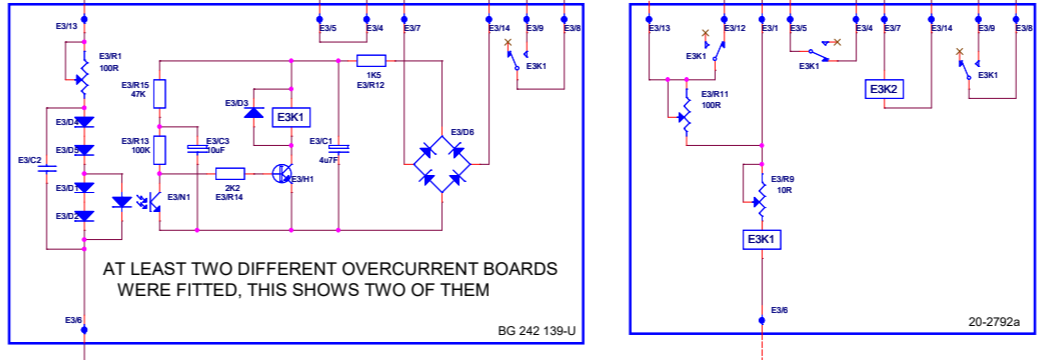 E3/13
E3/5
E3/4
E3/7
E3/14
E3/9
E3/8
E3/R1
100R
E3K1
1K5
E3/R12
E3/R15
47K
E3/D3
E3K1
E3/D4
E3/D5
E3/R13
100K
E3/C3
10uF
E3/C1
4u7F
E3/D6
E3/C2
E3/D1
E3/D2
E3/N1
2K2
E3/R14
E3/H1
AT LEAST TWO DIFFERENT OVERCURRENT BOARDS
WERE FITTED, THIS SHOWS TWO OF THEM
E3/6
BG 242 139-U
E3/13
E3/12
E3/1
E3/5
E3/4
E3/7
E3/14
E3/9
E3/8
E3K1
E3K1
E3K1
E3/R11
100R
E3K2
E3/R9
10R
E3K1
E3/6
20-2792a